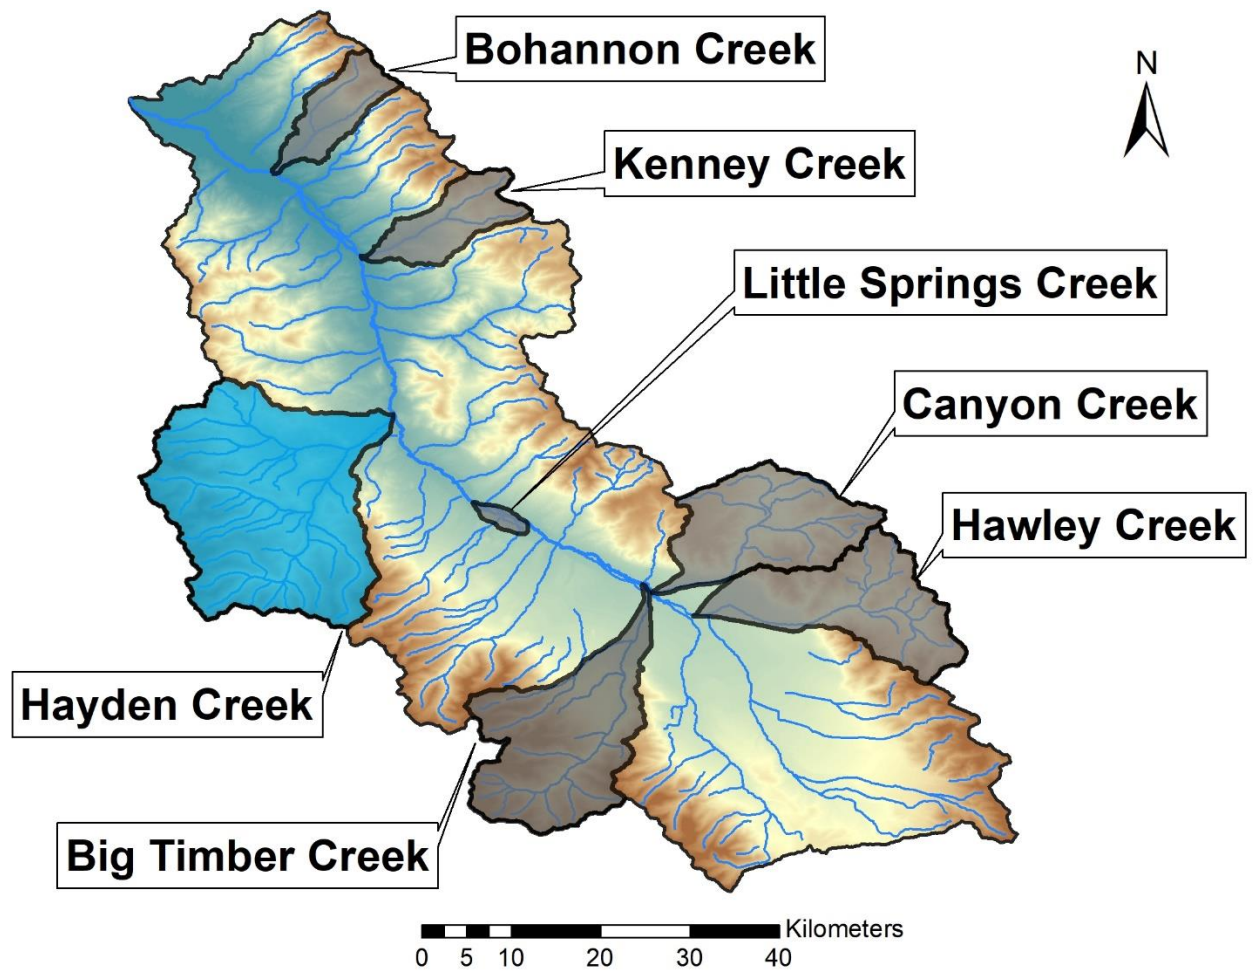 Bohannon Creek
N
Kenney Creek
Little Springs Creek
Canyon Creek
Hawley Creek
Hayden Creek
Big Timber Creek
Kilometers
0 5 10 20 30 40